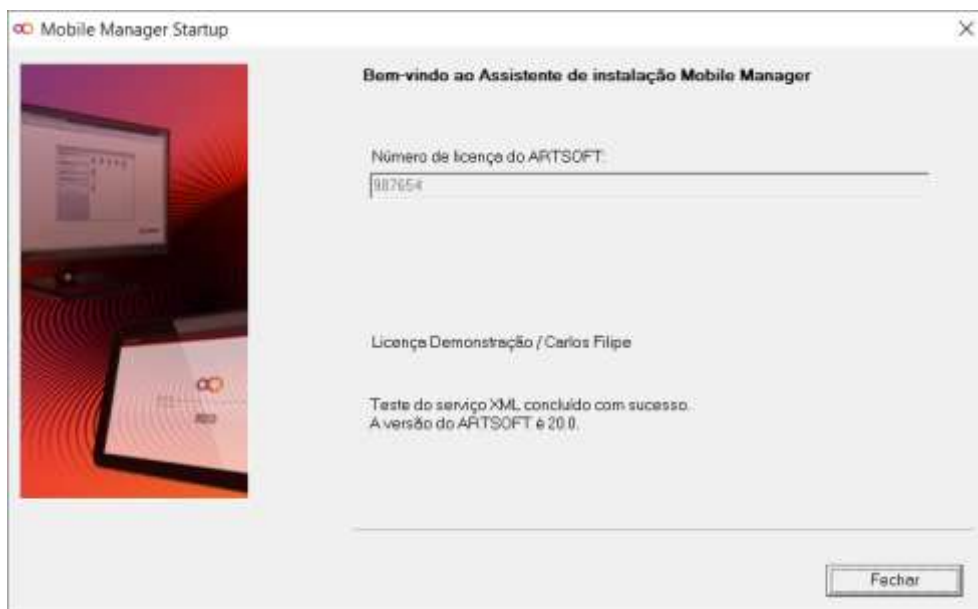 Mobile Manager Startup
Bem-vindo ao Assistente de instalação Mobile Manager
Número de licença do ARTSOFT:
987654
Licença Demonstração / Carlos Filipe
Teste do serviço XML concluído com sucesso.
A versão do ARTSOFT é 20.0.
Fechar